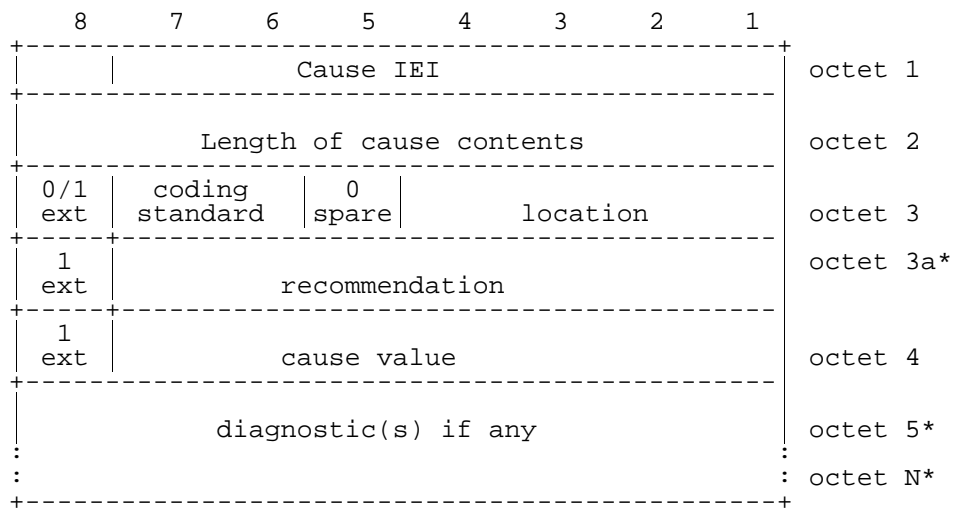 8 7 6 5 4 3 2 1
Cause IEI octet 1
Length of cause contents octet 2
0/1 coding 0
ext standard spare location octet 3
1 octet 3a*
ext recommendation
1
ext cause value octet 4
diagnostic(s) if any octet 5*
: :
: : octet N*